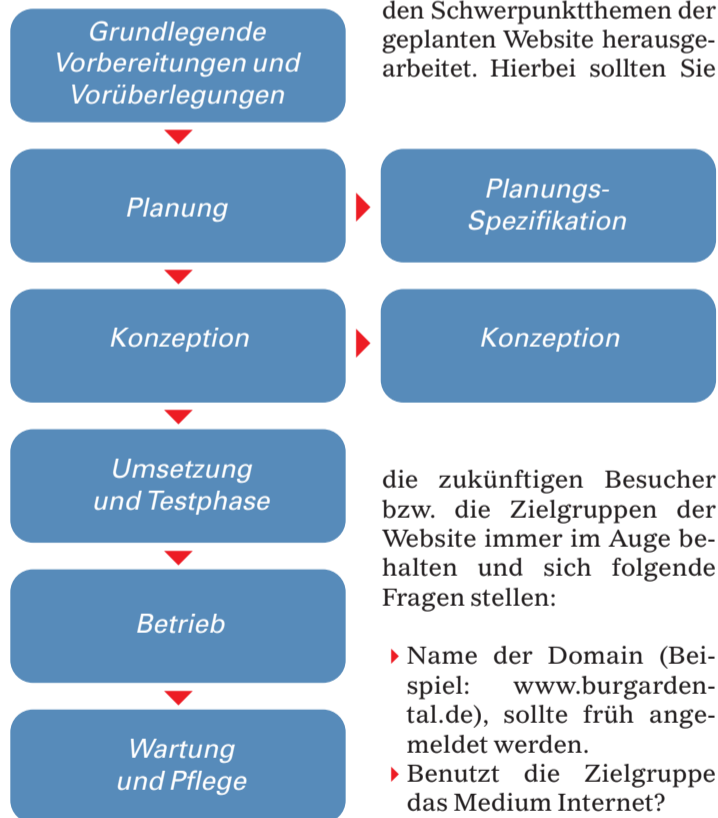 Grundlegende
Vorbereitungen und
Vorüberlegungen
Planung
Planungs-
Spezifikation
Konzeption
Konzeption
Umsetzung
und Testphase
Betrieb
Wartung
und Pflege
den Schwerpunktthemen der
geplanten Website herausge-
arbeitet. Hierbei sollten Sie
die zukünftigen Besucher
bzw. die Zielgruppen der
Website immer im Auge be-
halten und sich folgende
Fragen stellen:
Name der Domain (Bei-
spiel: www.burgarden-
tal.de), sollte früh ange-
meldet werden.
Benutzt die Zielgruppe
das Medium Internet?